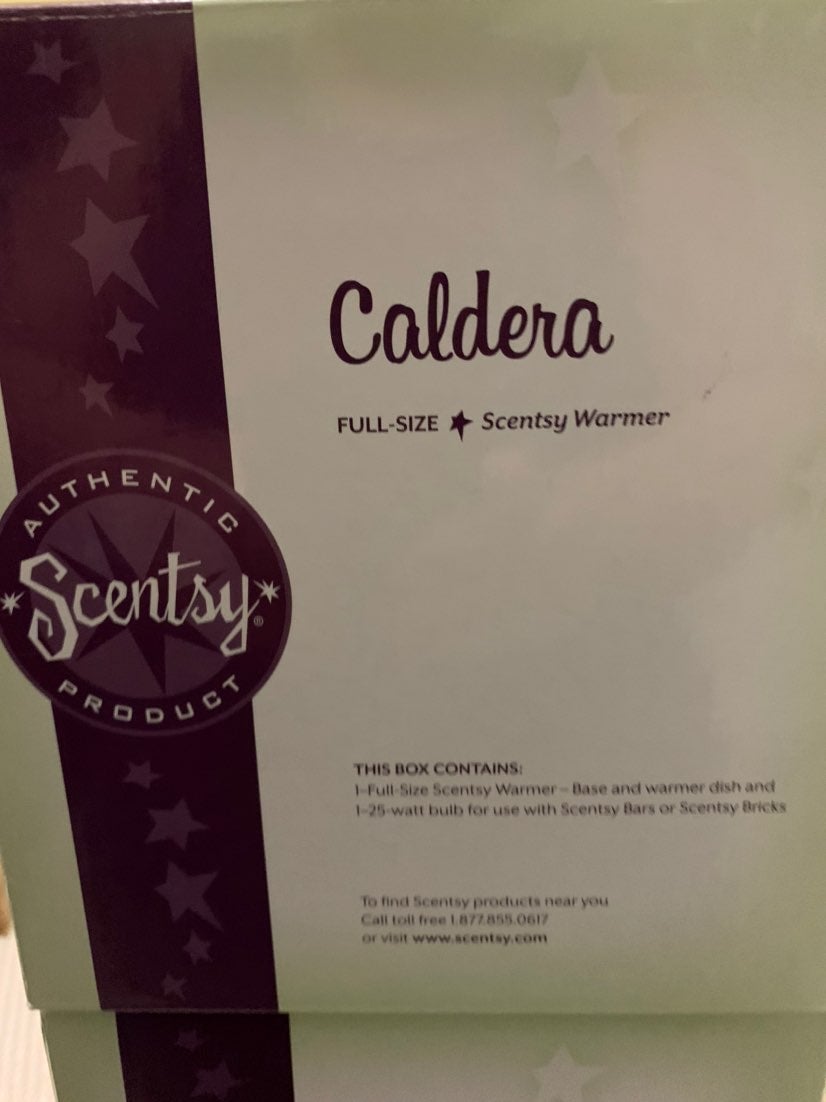 Caldera
FULL-SIZE Scentsy Warmer
AUTHENTIC
Scentsy®
PRODUCT
THIS BOX CONTAINS:
1-Full-Size Scentsy Warmer – Base and warmer dish and
1-25-watt bulb for use with Scentsy Bars or Scentsy Bricks
To find Scentsy products near you
Call toll free 1.877.855.0617
or visit www.scentsy.com